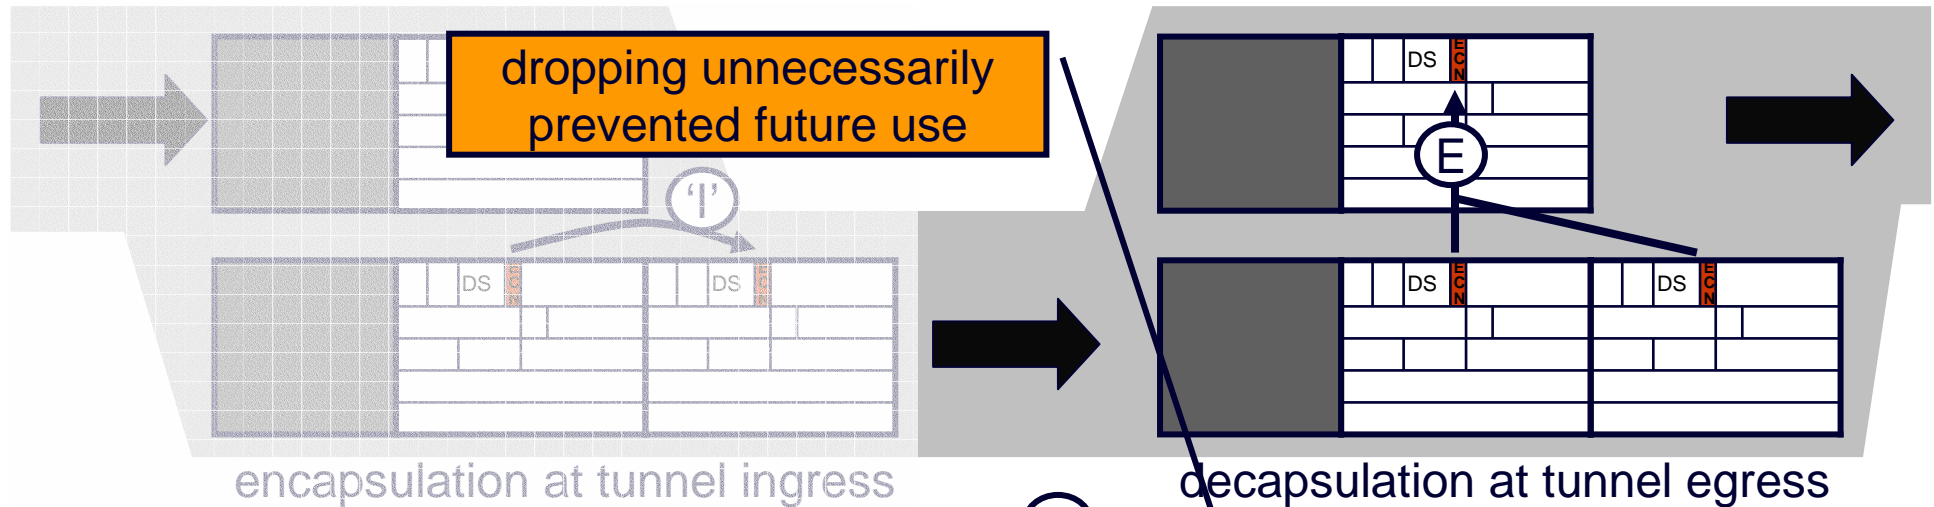 dropping unnecessarily
prevented future use
DS ECN
E
'I'
DS ECN DS ECN
DS ECN DS ECN
encapsulation at tunnel ingress
decapsulation at tunnel egress